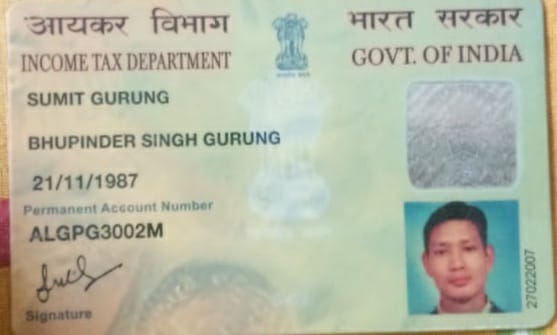 आयकर विभाग
भारत सरकार
INCOME TAX DEPARTMENT
GOVT. OF INDIA
SUMIT GURUNG
BHUPINDER SINGH GURUNG
21/11/1987
Permanent Account Number
ALGPG3002M
Signature
27022007